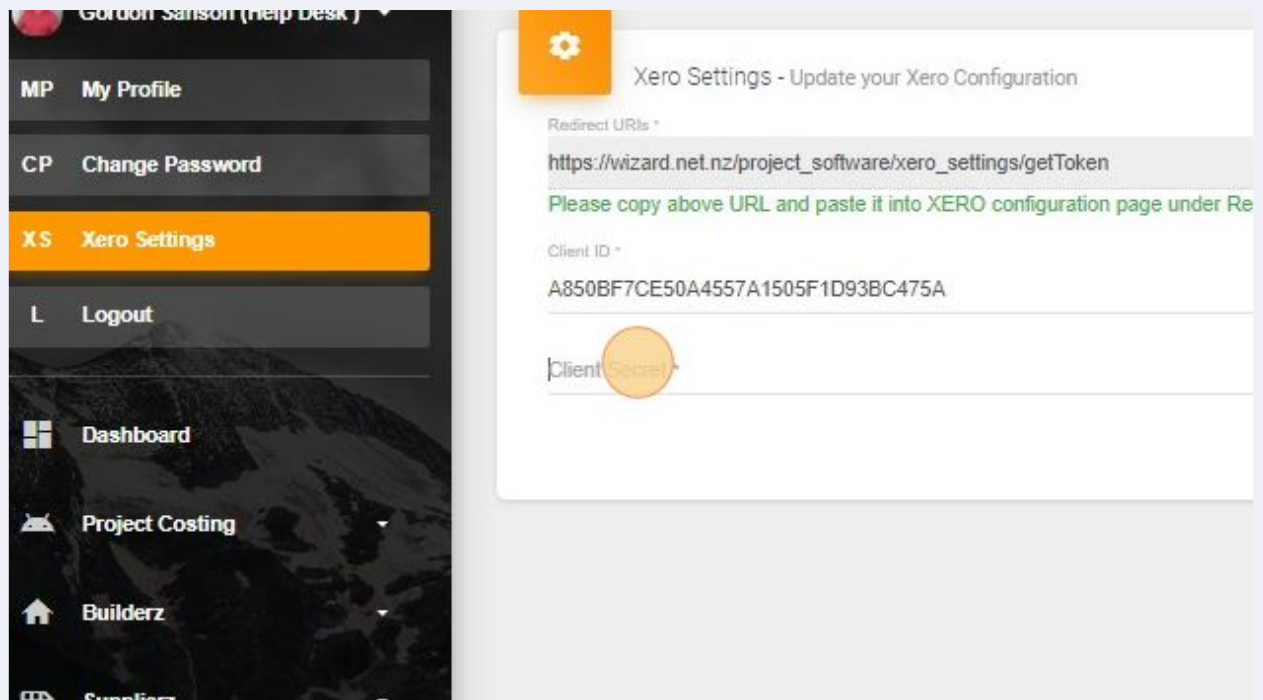 Gordon Sanson (Help Desk )
MP My Profile
CP Change Password
XS Xero Settings
L Logout
Dashboard
Project Costing
Builderz
Supplierz
Xero Settings - Update your Xero Configuration
Redirect URIs *
https://wizard.net.nz/project_software/xero_settings/getToken
Please copy above URL and paste it into XERO configuration page under Re
Client ID *
A850BF7CE50A4557A1505F1D93BC475A
Client Secret *